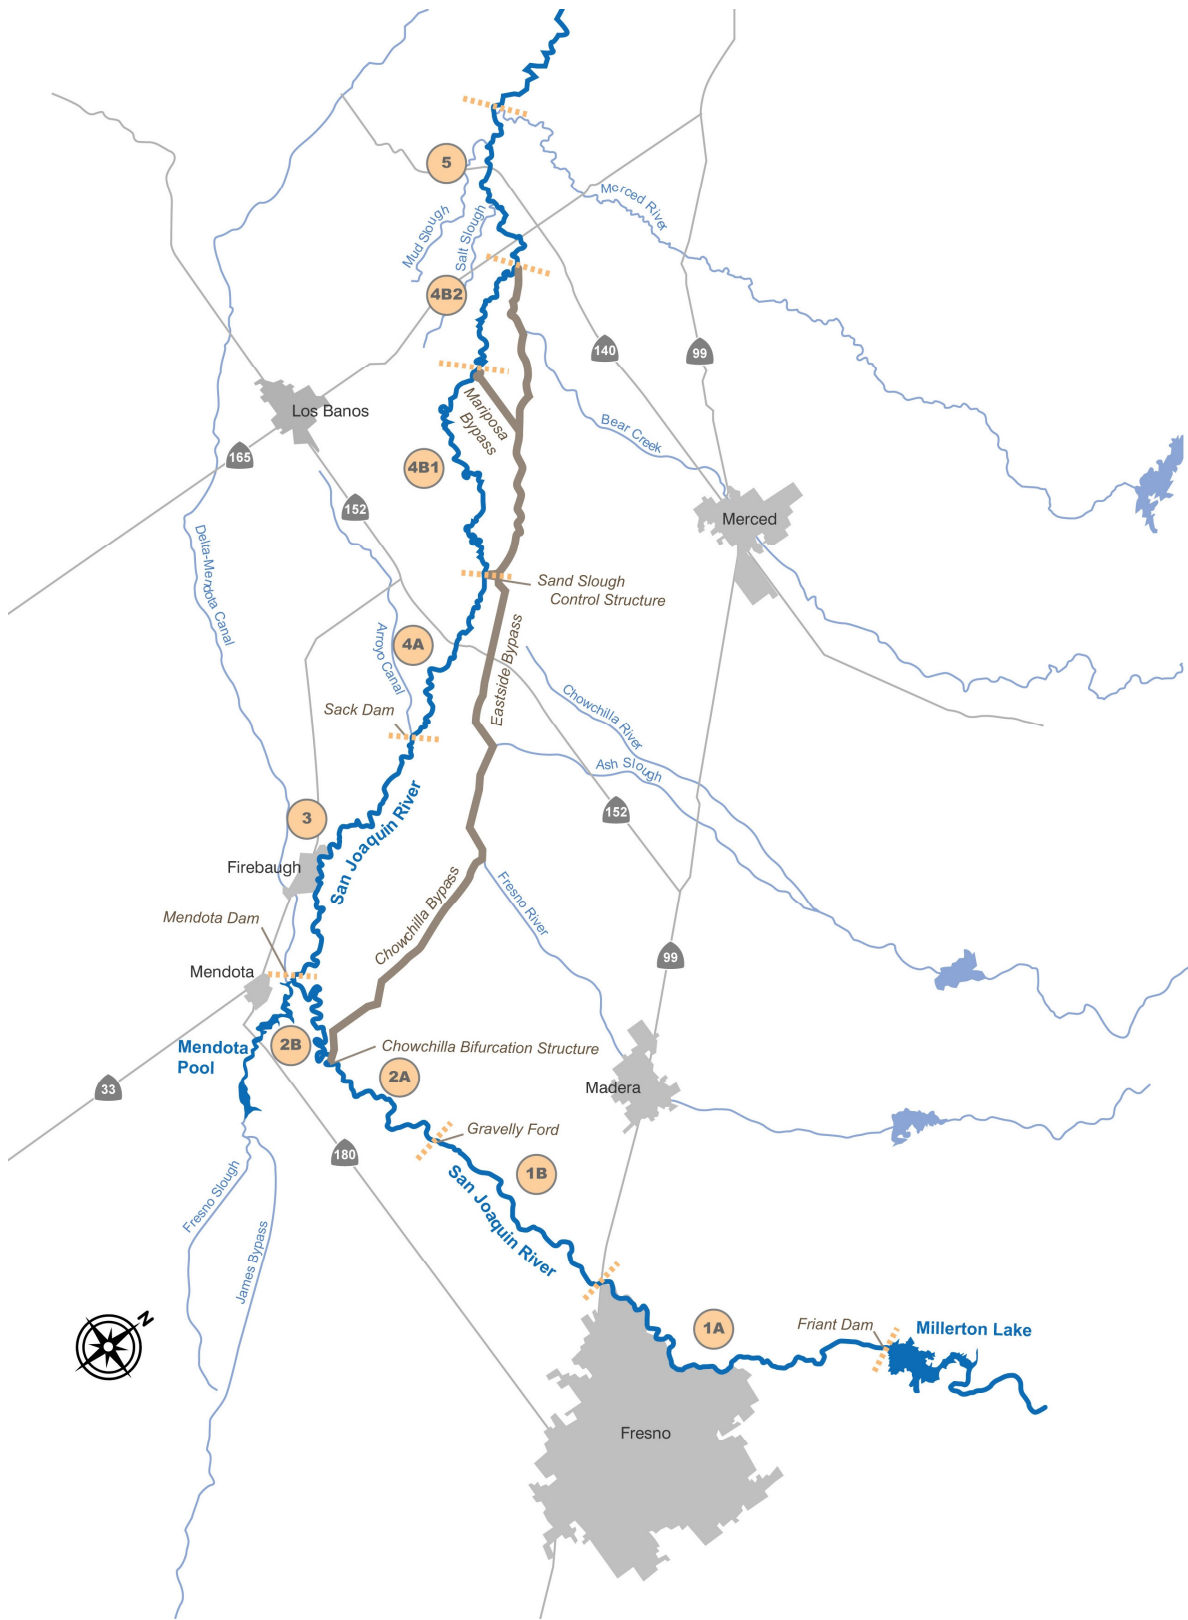 5
Merced River
Mud Slough
Salt Slough
4B2
140
99
Los Banos
Mariposa
Bypass
Bear Creek
165
4B1
152
Merced
Delta-Mendota Canal
Sand Slough
Control Structure
4A
Arroyo Canal
Eastside Bypass
Sack Dam
Chowchilla River
Ash Slough
152
3
San Joaquin River
Firebaugh
Chowchilla Bypass
Fresno River
Mendota Dam
99
Mendota
2B
Mendota
Pool
Chowchilla Bifurcation Structure
2A
33
Madera
Gravelly Ford
180
1B
San Joaquin River
Fresno Slough
James Bypass
N
1A
Friant Dam
Millerton Lake
Fresno